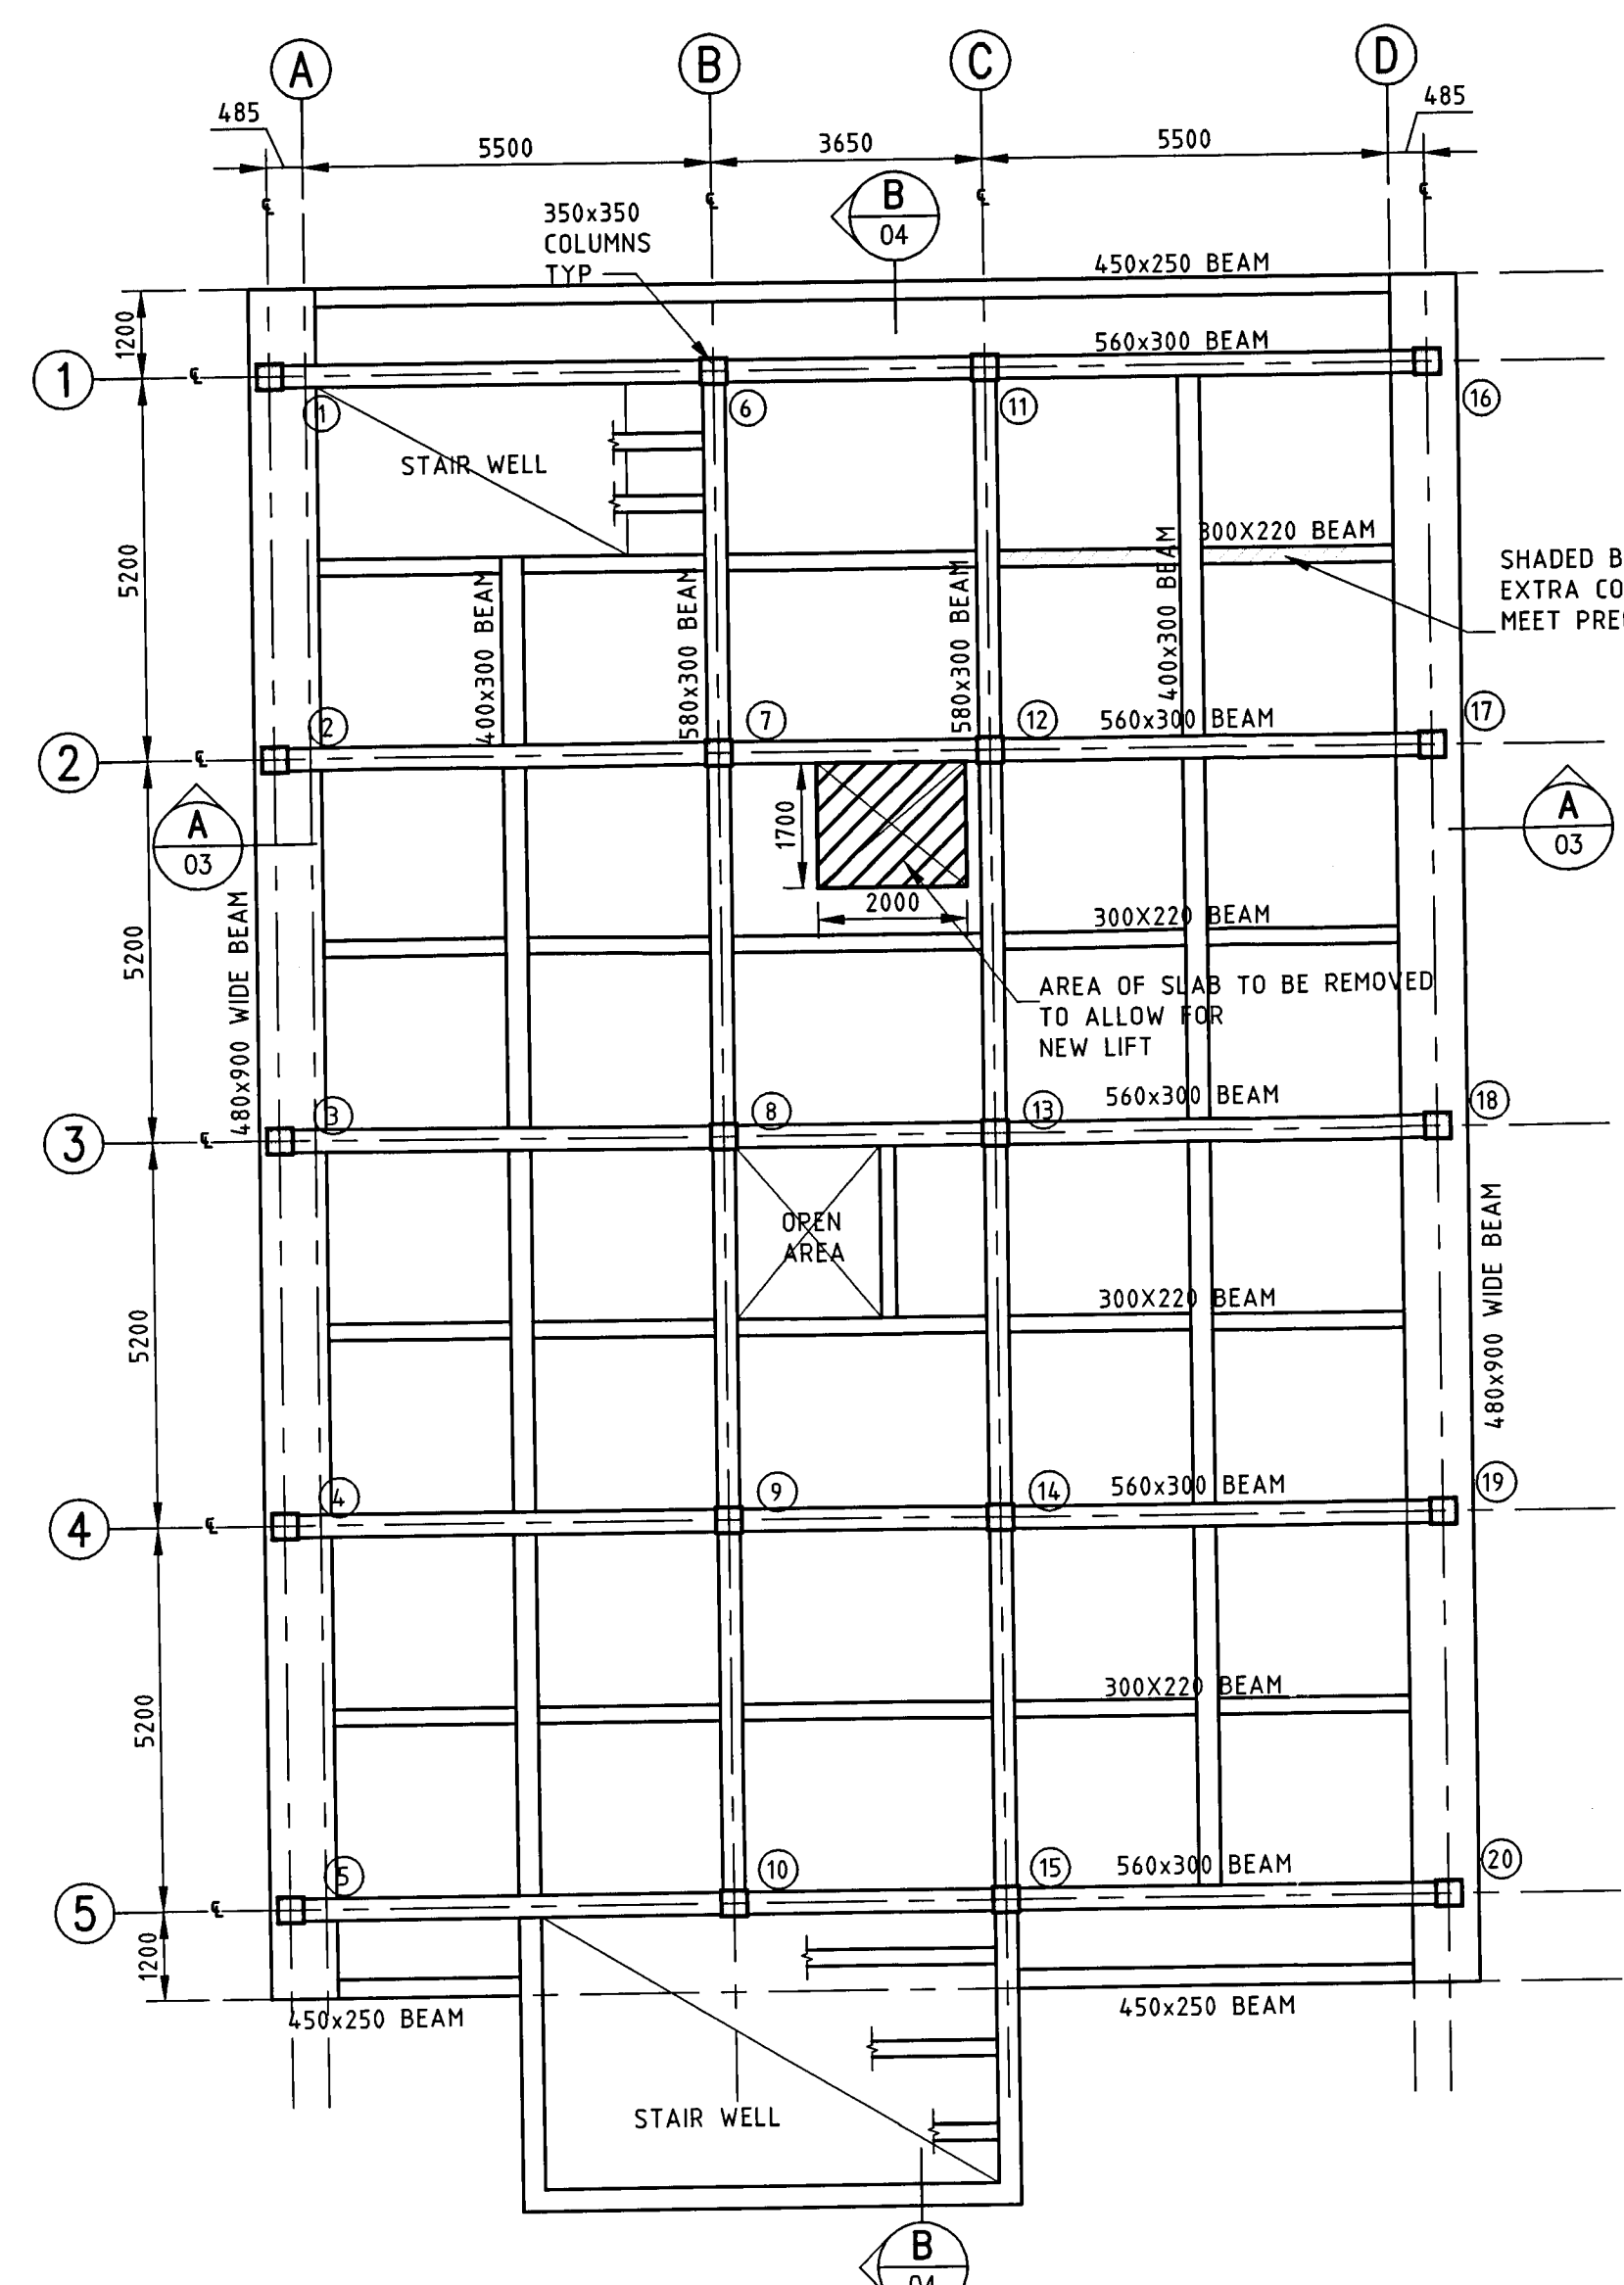 A
B
C
D
485
5500
3650
5500
485
B
04
350x350
COLUMNS
TYP
450x250 BEAM
1200
560x300 BEAM
1
1
6
11
16
STAIR WELL
5200
300X220 BEAM
SHADED B
EXTRA CO
MEET PRE
400x300 BEAM
580x300 BEAM
580x300 BEAM
400x300 BEAM
2
2
7
12
560x300 BEAM
17
A
03
1700
2000
A
03
480x900 WIDE BEAM
5200
300X220 BEAM
AREA OF SLAB TO BE REMOVED
TO ALLOW FOR
NEW LIFT
3
3
8
13
560x300 BEAM
18
OPEN
AREA
5200
300X220 BEAM
480x900 WIDE BEAM
4
4
9
14
560x300 BEAM
19
5200
300X220 BEAM
5
5
10
15
560x300 BEAM
20
1200
450x250 BEAM
450x250 BEAM
STAIR WELL
B
04